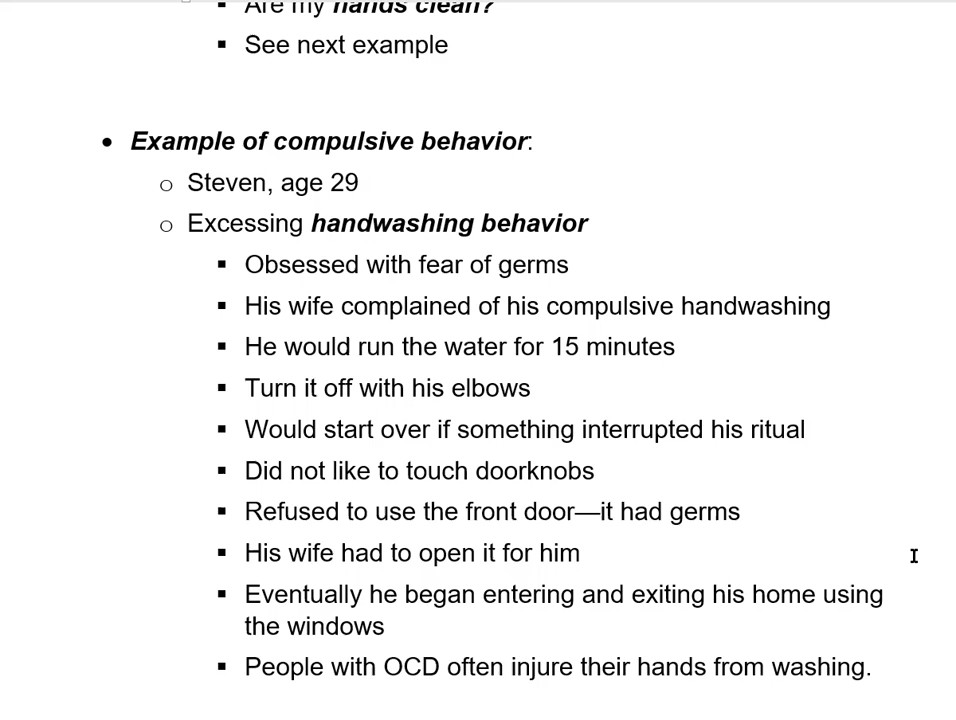 Are my hands clean?
See next example
Example of compulsive behavior:
Steven, age 29
Excessing handwashing behavior
Obsessed with fear of germs
His wife complained of his compulsive handwashing
He would run the water for 15 minutes
Turn it off with his elbows
Would start over if something interrupted his ritual
Did not like to touch doorknobs
Refused to use the front door—it had germs
His wife had to open it for him
Eventually he began entering and exiting his home using
the windows
People with OCD often injure their hands from washing.